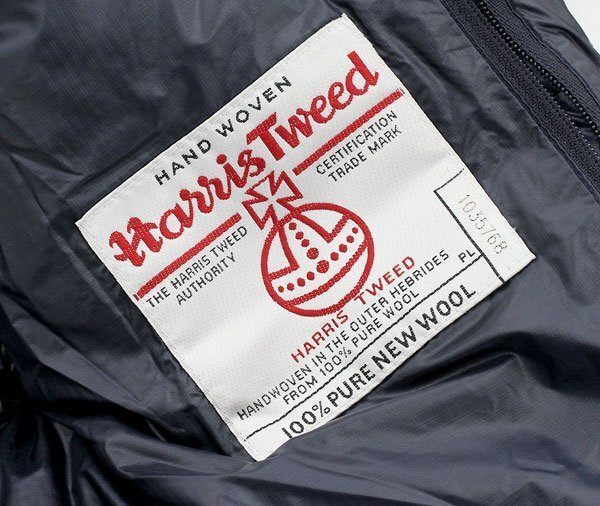 HAND WOVEN
Harris Tweed
CERTIFICATION
TRADE MARK
THE HARRIS TWEED
AUTHORITY
HARRIS TWEED
HANDWOVEN IN THE OUTER HEBRIDES
FROM 100% PURE WOOL
PL
1035768
100% PURE NEW WOOL